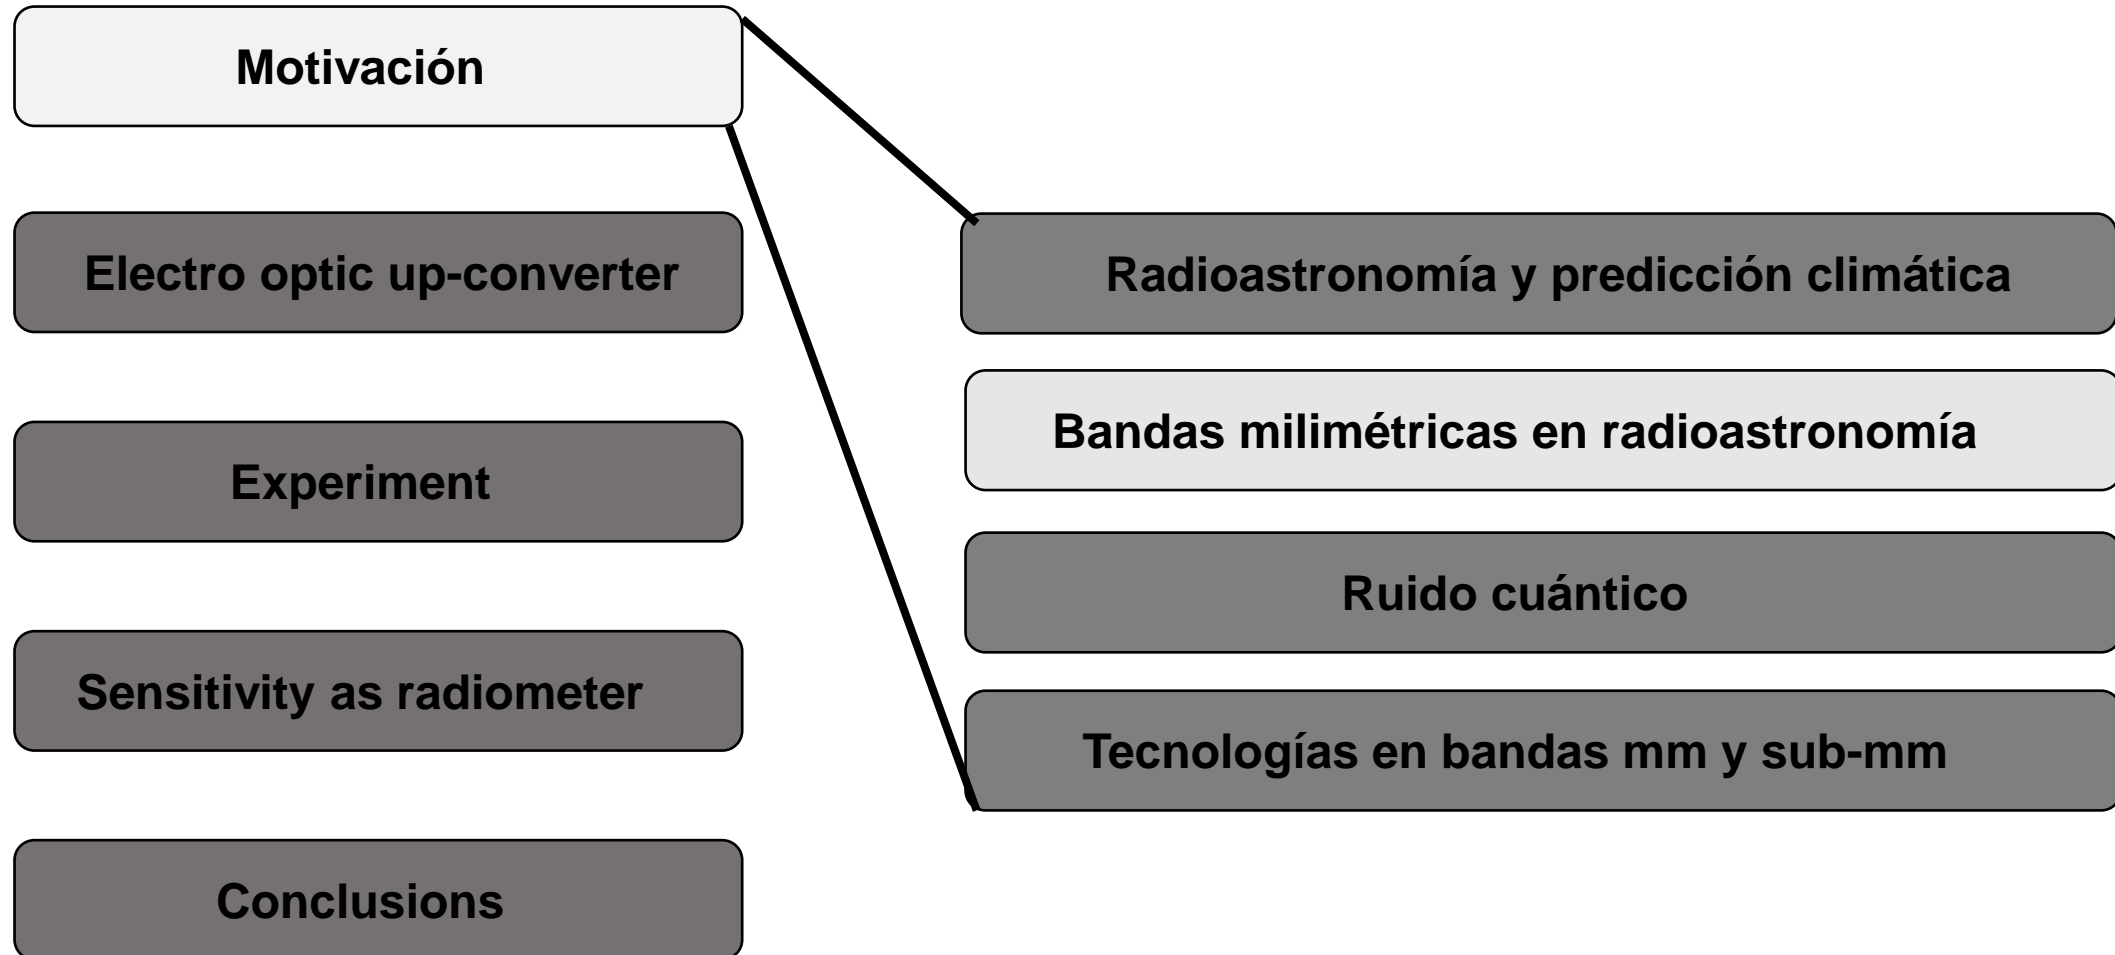 Motivación
Electro optic up-converter
Experiment
Sensitivity as radiometer
Conclusions
Radioastronomía y predicción climática
Bandas milimétricas en radioastronomía
Ruido cuántico
Tecnologías en bandas mm y sub-mm